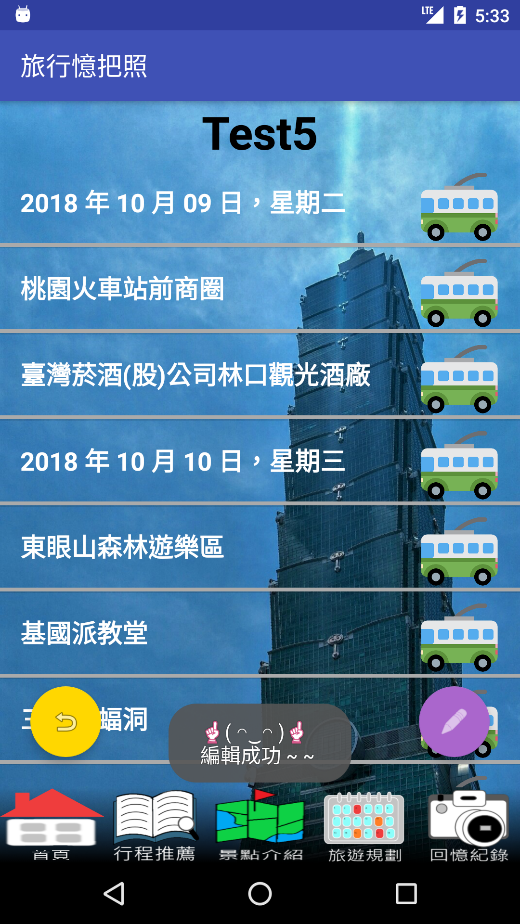 LTE 5:33
旅行憶把照
Test5
2018 年 10 月 09 日，星期二
桃園火車站前商圈
臺灣菸酒(股)公司林口觀光酒廠
2018 年 10 月 10 日，星期三
東眼山森林遊樂區
基國派教堂
三 蝠洞
☝(·‿·)☝
編輯成功 ~ ~
首頁 行程推薦 景點介紹 旅遊規劃 回憶紀錄